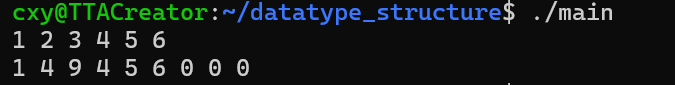 cxy@TTACreator:~/datatype_structure$ ./main
1 2 3 4 5 6
1 4 9 4 5 6 0 0 0